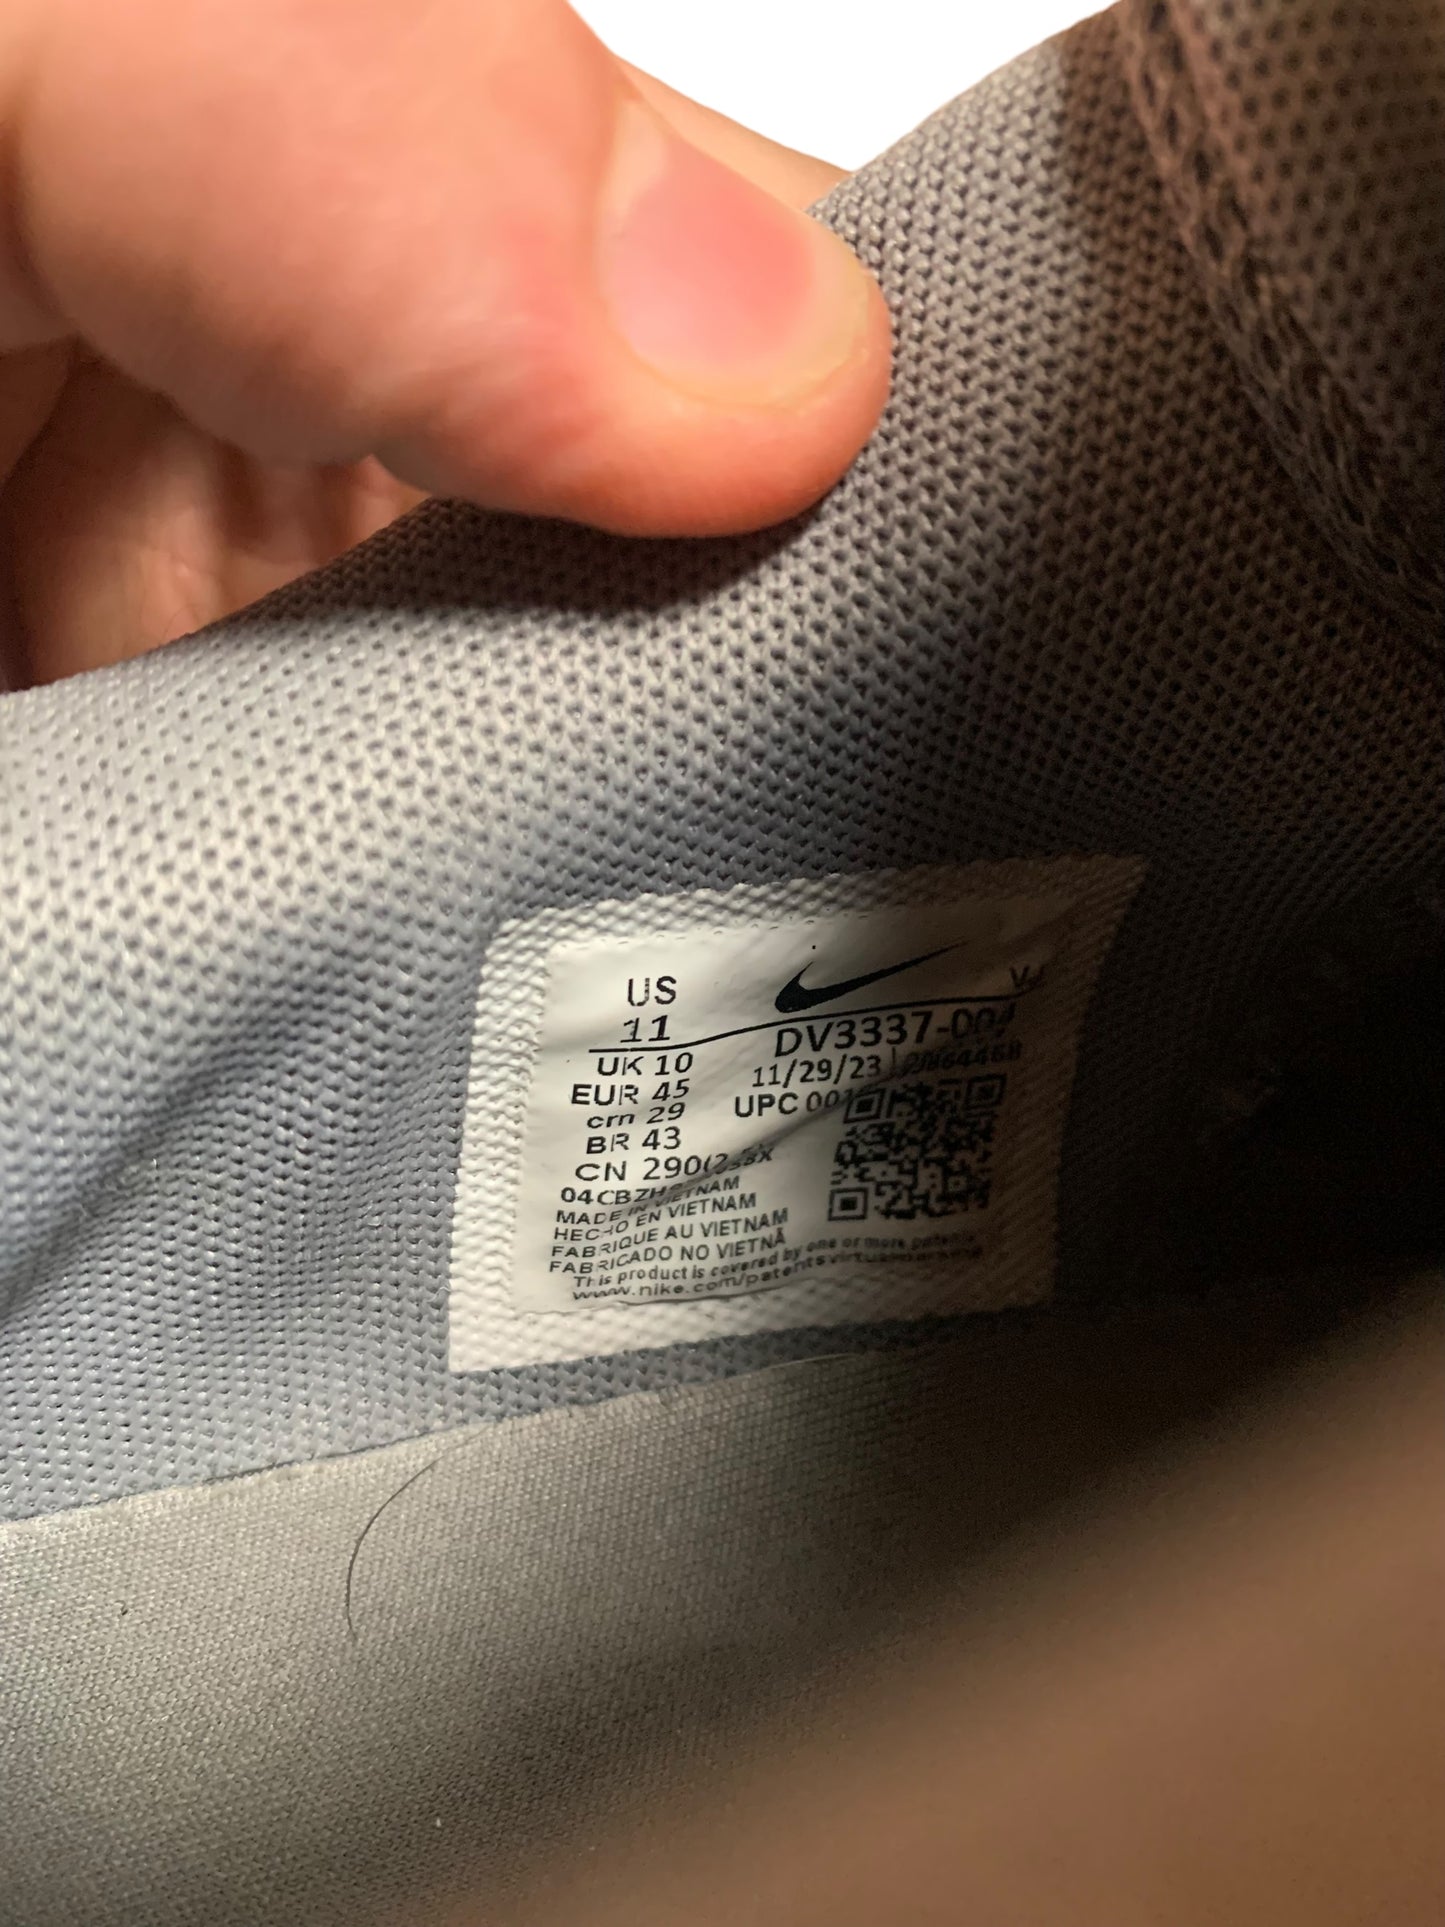 US
11
UK 10
EUR 45
cm 29
BR 43
CN 290
DV3337-00
11/29/23
UPC
MADE IN VIETNAM
HECHO EN VIETNAM
FABRIQUE AU VIETNAM
FABRICADO NO VIETNÃ
This product is covered by one or more patents
www.nike.com/patentsvirtualmarking